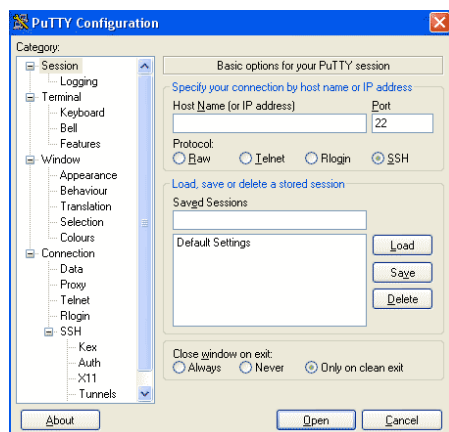 PuTTY Configuration
Category:
Session
Logging
Terminal
Keyboard
Bell
Features
Window
Appearance
Behaviour
Translation
Selection
Colours
Connection
Data
Proxy
Telnet
Rlogin
SSH
Kex
Auth
X11
Tunnels
Basic options for your PuTTY session
Specify your connection by host name or IP address
Host Name (or IP address) Port
22
Protocol:
Raw Telnet Rlogin SSH
Load, save or delete a stored session
Saved Sessions
Default Settings
Load
Save
Delete
Close window on exit:
Always Never Only on clean exit
About Open Cancel